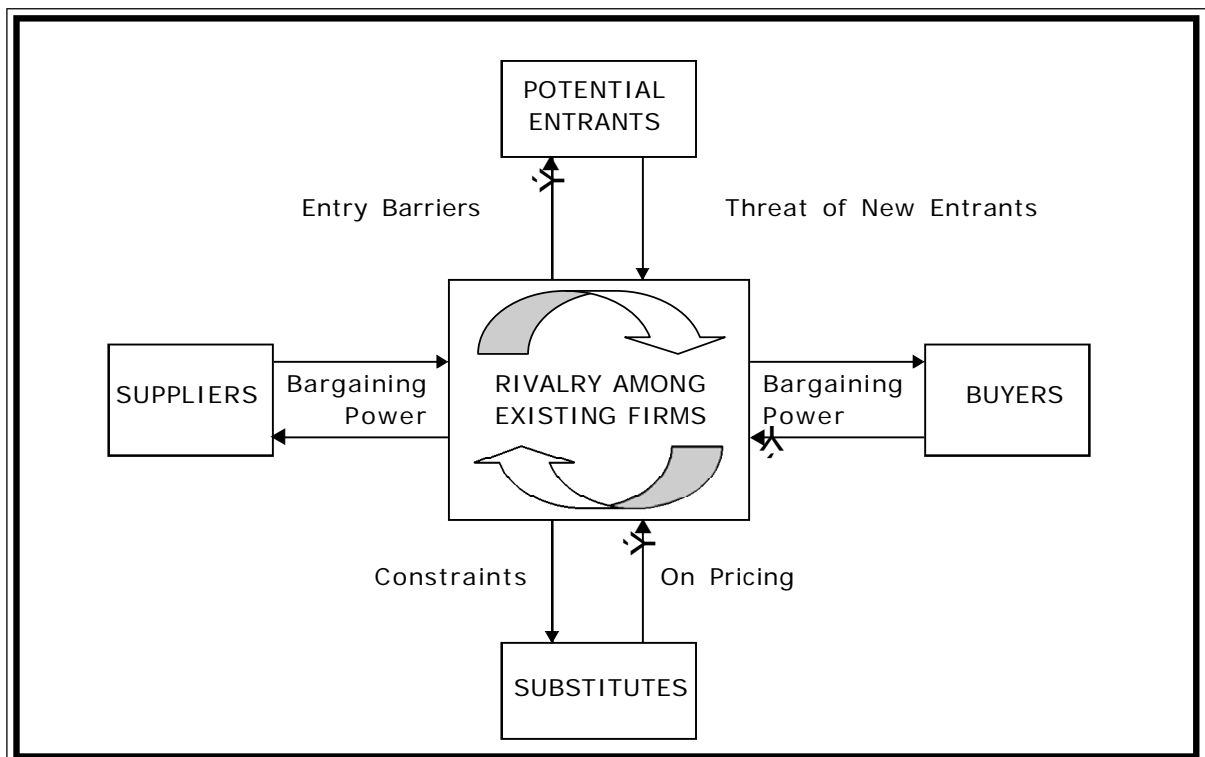 POTENTIAL
ENTRANTS
Entry Barriers
Threat of New Entrants
SUPPLIERS
Bargaining
Power
RIVALRY AMONG
EXISTING FIRMS
Bargaining
Power
BUYERS
Constraints
On Pricing
SUBSTITUTES